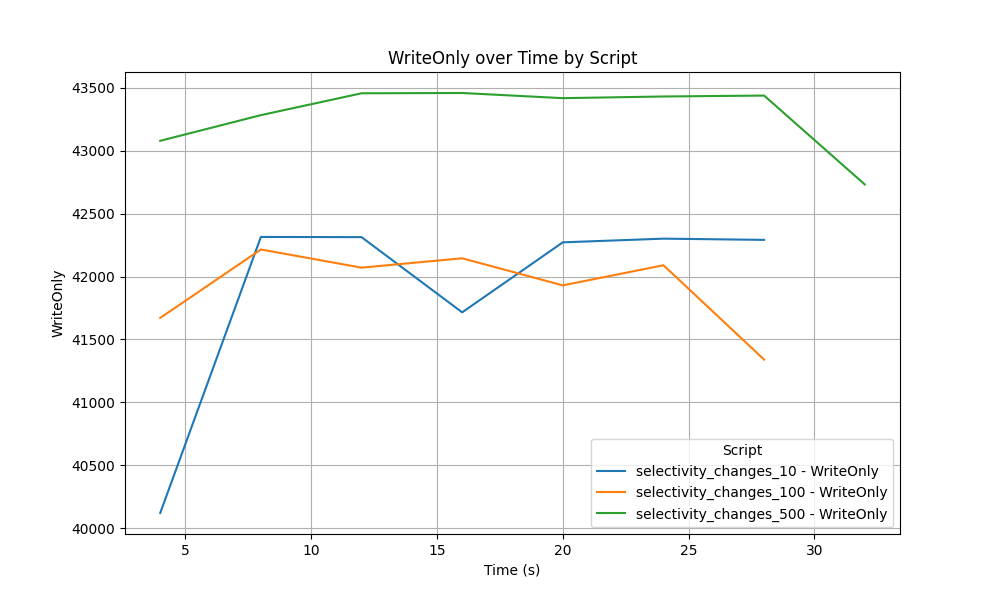 WriteOnly over Time by Script
43500
43000
42500
42000
41500
41000
40500
40000
WriteOnly
5 10 15 20 25 30
Time (s)
Script
selectivity_changes_10 - WriteOnly
selectivity_changes_100 - WriteOnly
selectivity_changes_500 - WriteOnly